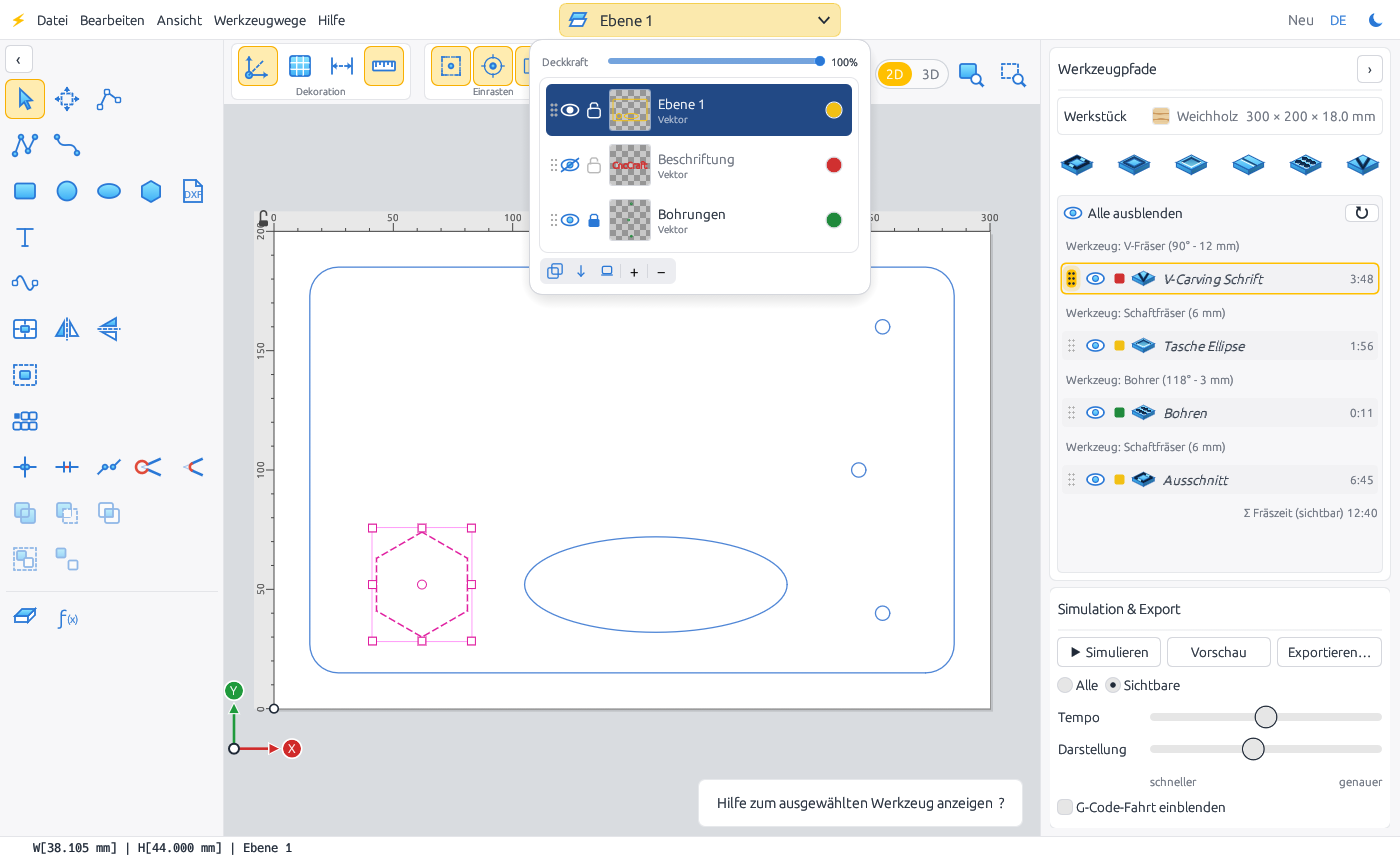 Datei Bearbeiten Ansicht Werkzeugwege Hilfe
Ebene 1
Neu DE
Deckkraft 100%
Ebene 1
Vektor
Beschriftung
Vektor
Bohrungen
Vektor
+ −
Dekoration
Einrasten
2D 3D
DXF
T
f(x)
0 50 100 300
150
100
50
0
Y
X
Werkzeugpfade
Werkstück Weichholz 300 × 200 × 18.0 mm
Alle ausblenden
Werkzeug: V-Fräser (90° - 12 mm)
V-Carving Schrift 3:48
Werkzeug: Schaftfräser (6 mm)
Tasche Ellipse 1:56
Werkzeug: Bohrer (118° - 3 mm)
Bohren 0:11
Werkzeug: Schaftfräser (6 mm)
Ausschnitt 6:45
Σ Fräszeit (sichtbar) 12:40
Simulation & Export
Simulieren Vorschau Exportieren…
Alle Sichtbare
Tempo
Darstellung
schneller genauer
G-Code-Fahrt einblenden
Hilfe zum ausgewählten Werkzeug anzeigen ?
W[38.105 mm] | H[44.000 mm] | Ebene 1